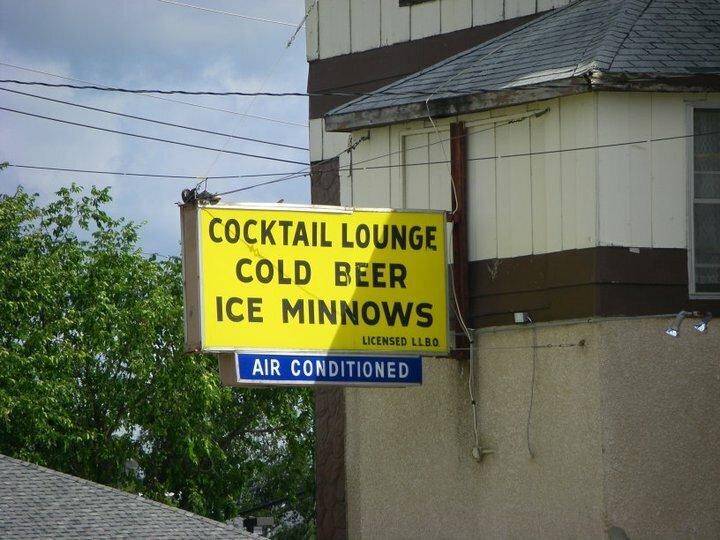 COCKTAIL LOUNGE
COLD BEER
ICE MINNOWS
LICENSED L.L.B.O.
AIR CONDITIONED